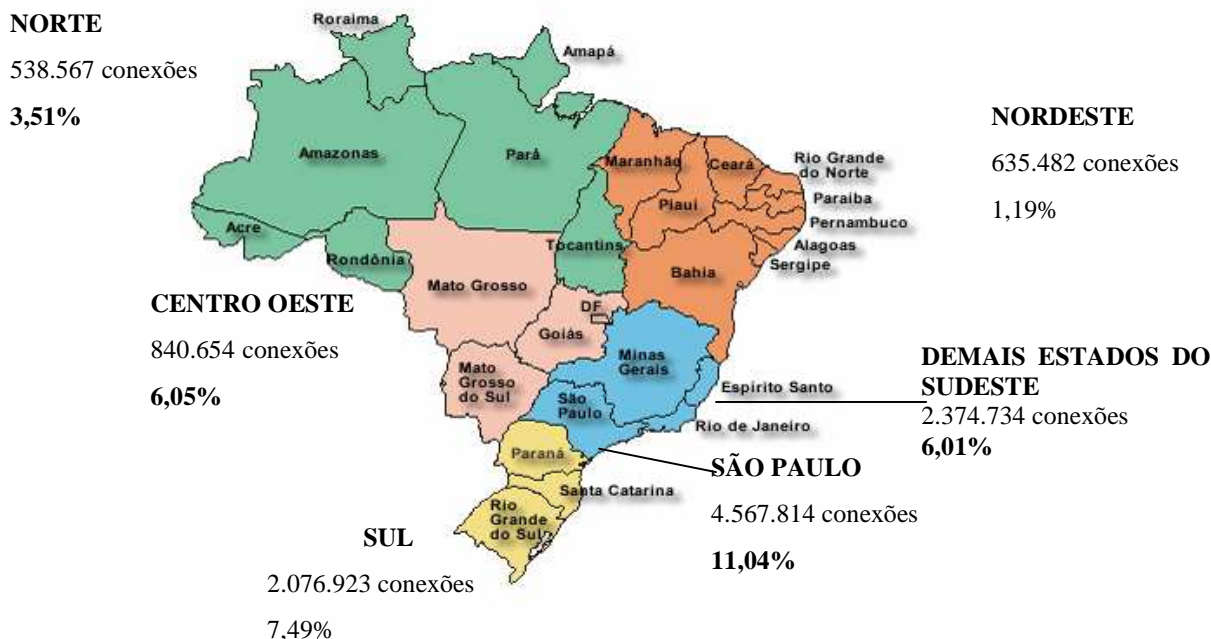 NORTE
538.567 conexões
3,51%
Roraima
Amapá
Amazonas
Pará
Acre
Rondônia
Tocantins
Maranhão
Piaui
Ceará
Rio Grande
do Norte
Paraiba
Pernambuco
Alagoas
Sergipe
Bahia
NORDESTE
635.482 conexões
1,19%
Mato Grosso
DF
Goiás
Mato
Grosso
do Sul
CENTRO OESTE
840.654 conexões
6,05%
Minas
Gerais
Espírito Santo
São
Paulo
Rio de Janeiro
DEMAIS ESTADOS DO
SUDESTE
2.374.734 conexões
6,01%
SÃO PAULO
4.567.814 conexões
11,04%
Paraná
Santa Catarina
Rio
Grande
do Sul
SUL
2.076.923 conexões
7,49%